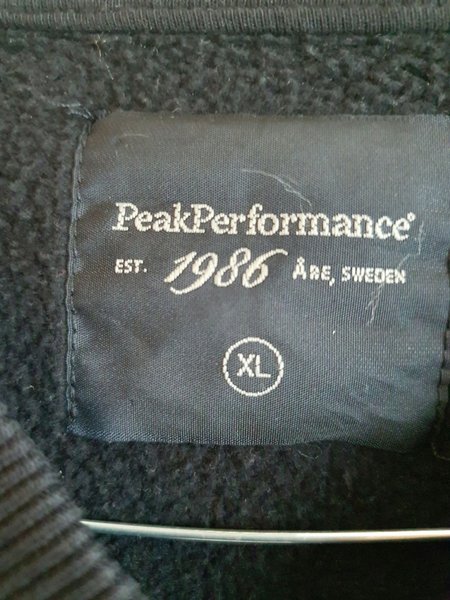 PeakPerformance®
EST. 1986 ÅRE, SWEDEN
XL